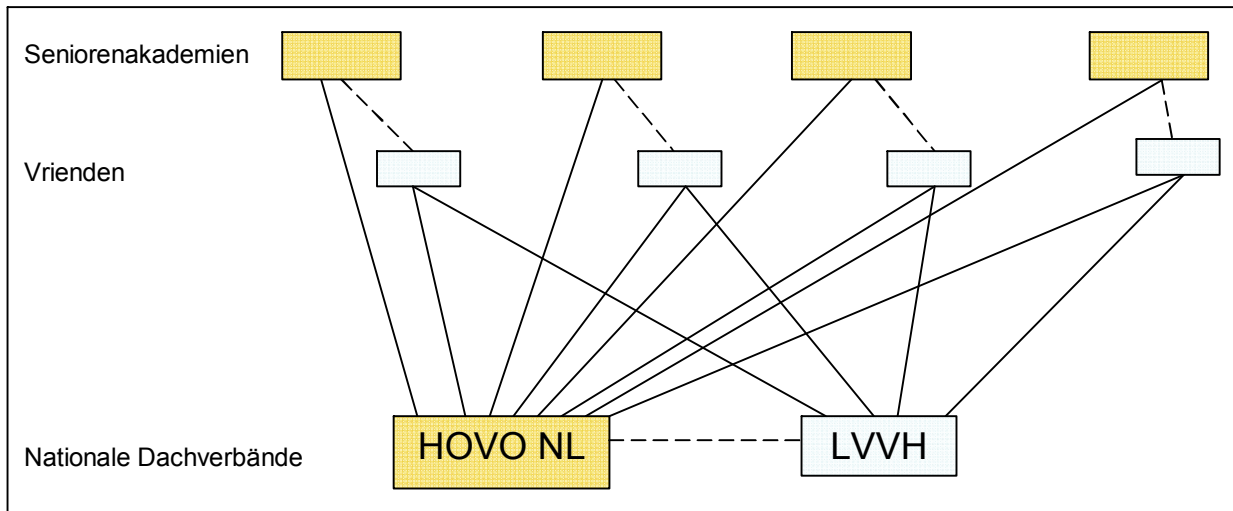 Seniorenakademien
Vrienden
Nationale Dachverbände
HOVO NL
LVVH